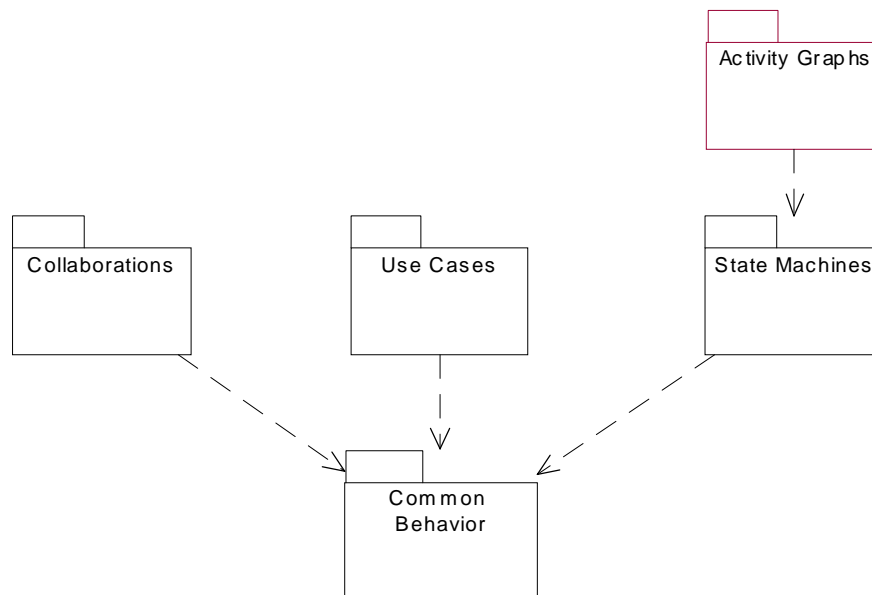 Activity Graphs
Collaborations
Use Cases
State Machines
Common
Behavior